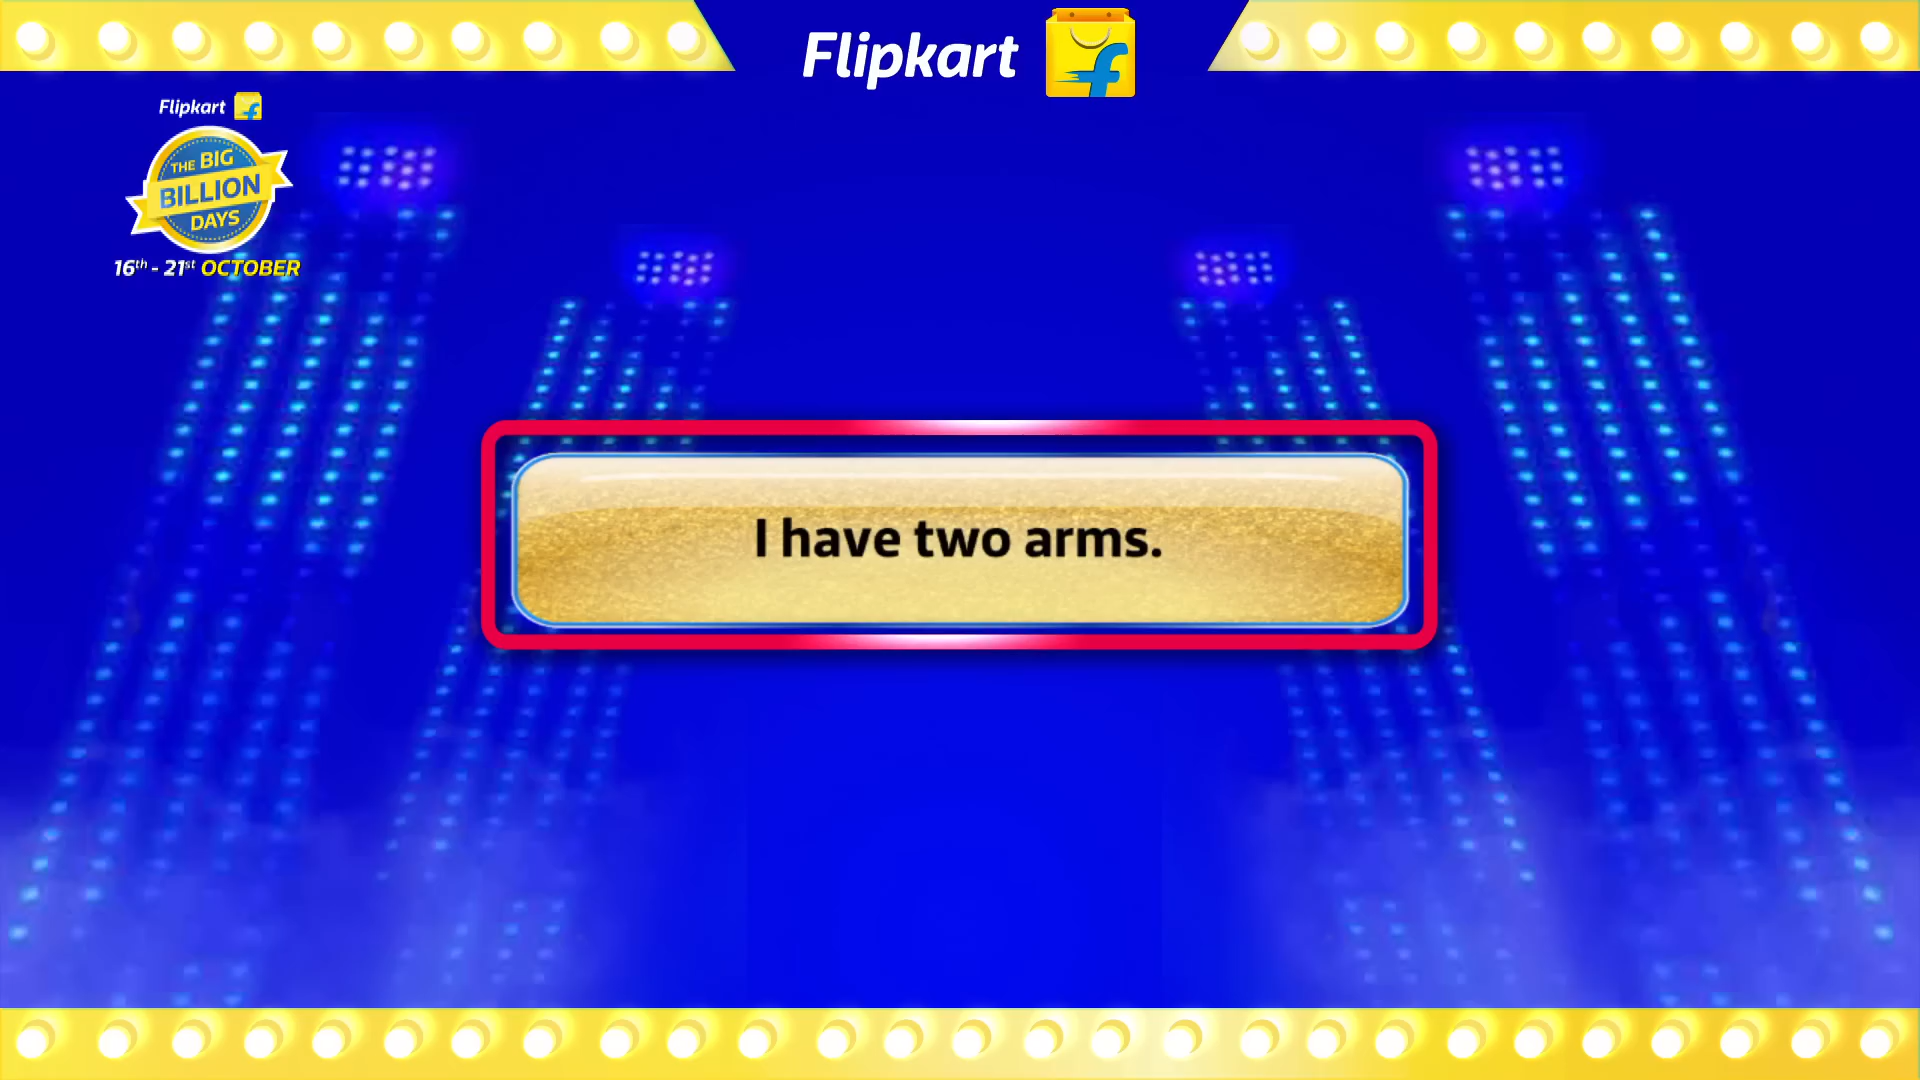 Flipkart
Flipkart
THE BIG
BILLION
DAYS
16th - 21st OCTOBER
I have two arms.